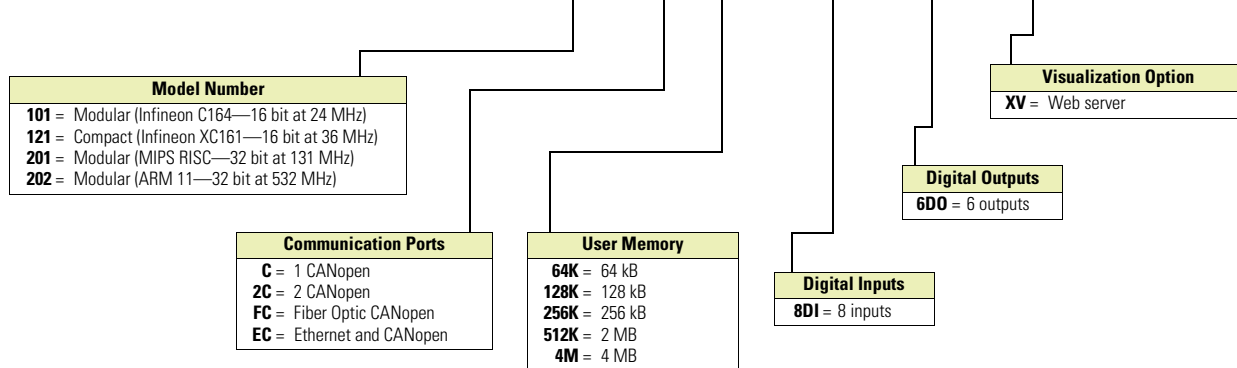 Model Number
101 = Modular (Infineon C164—16 bit at 24 MHz)
121 = Compact (Infineon XC161—16 bit at 36 MHz)
201 = Modular (MIPS RISC—32 bit at 131 MHz)
202 = Modular (ARM 11—32 bit at 532 MHz)
Communication Ports
C = 1 CANopen
2C = 2 CANopen
FC = Fiber Optic CANopen
EC = Ethernet and CANopen
User Memory
64K = 64 kB
128K = 128 kB
256K = 256 kB
512K = 2 MB
4M = 4 MB
Digital Inputs
8DI = 8 inputs
Digital Outputs
6DO = 6 outputs
Visualization Option
XV = Web server